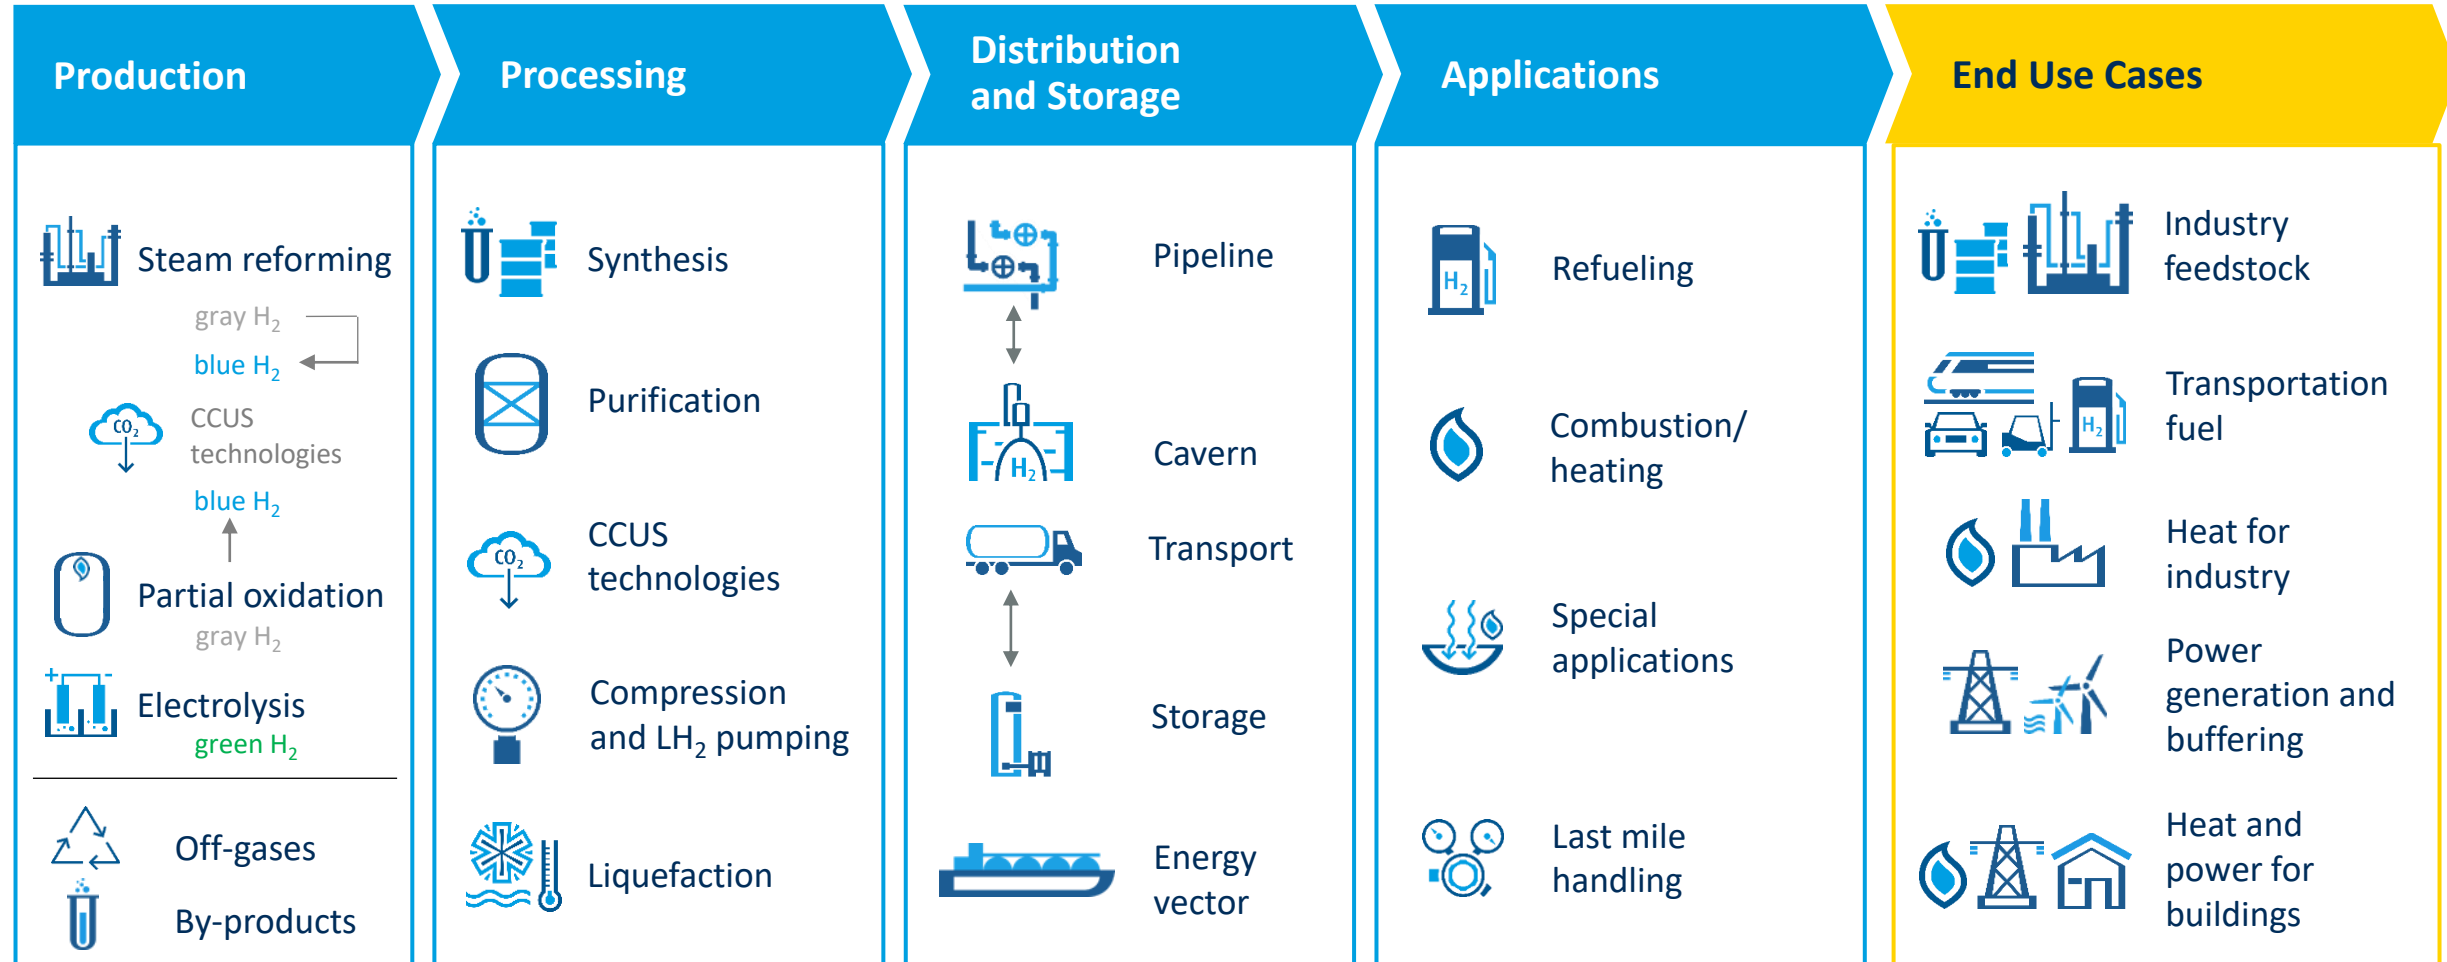 Production
Processing
Distribution
and Storage
Applications
End Use Cases
Steam reforming
gray H₂
blue H₂
CO₂
CCUS
technologies
blue H₂
Partial oxidation
gray H₂
+
-
Electrolysis
green H₂
Off-gases
By-products
Synthesis
Purification
CO₂
CCUS
technologies
Compression
and LH₂ pumping
Liquefaction
Pipeline
H₂
Cavern
Transport
Storage
Energy
vector
H₂
Refueling
Combustion/
heating
Special
applications
Last mile
handling
Industry
feedstock
H₂
Transportation
fuel
Heat for
industry
Power
generation and
buffering
Heat and
power for
buildings